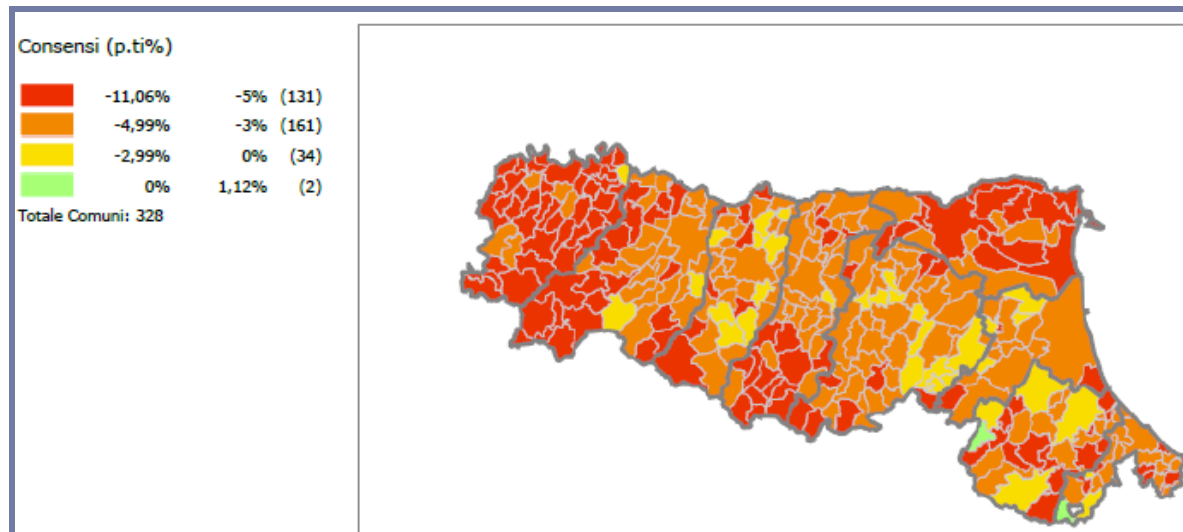 Consensi (p.ti%)
-11,06% -5% (131)
-4,99% -3% (161)
-2,99% 0% (34)
0% 1,12% (2)
Totale Comuni: 328